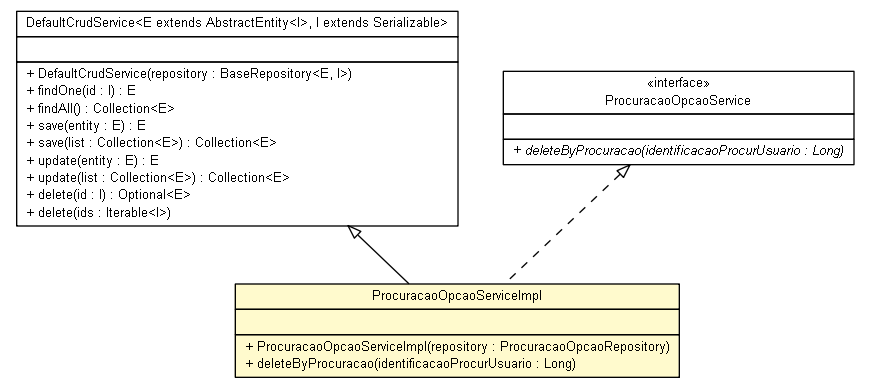 DefaultCrudService<E extends AbstractEntity<I>, I extends Serializable>
+ DefaultCrudService(repository : BaseRepository<E, I>)
+ findOne(id : I) : E
+ findAll() : Collection<E>
+ save(entity : E) : E
+ save(list : Collection<E>) : Collection<E>
+ update(entity : E) : E
+ update(list : Collection<E>) : Collection<E>
+ delete(id : I) : Optional<E>
+ delete(ids : Iterable<I>)
«interface»
ProcuracaoOpcaoService
+ deleteByProcuracao(identificacaoProcurUsuario : Long)
ProcuracaoOpcaoServiceImpl
+ ProcuracaoOpcaoServiceImpl(repository : ProcuracaoOpcaoRepository)
+ deleteByProcuracao(identificacaoProcurUsuario : Long)